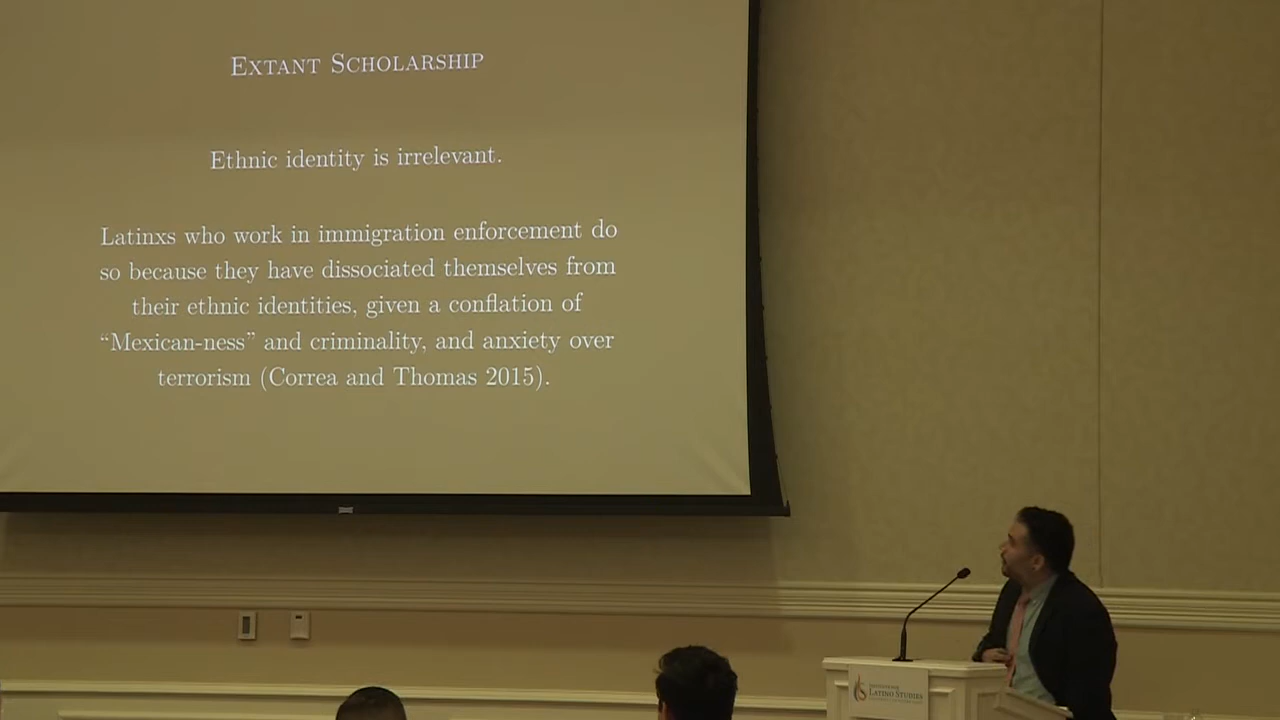 Extant Scholarship
Ethnic identity is irrelevant.
Latinxs who work in immigration enforcement do
so because they have dissociated themselves from
their ethnic identities, given a conflation of
“Mexican-ness” and criminality, and anxiety over
terrorism (Correa and Thomas 2015).
Latino Studies